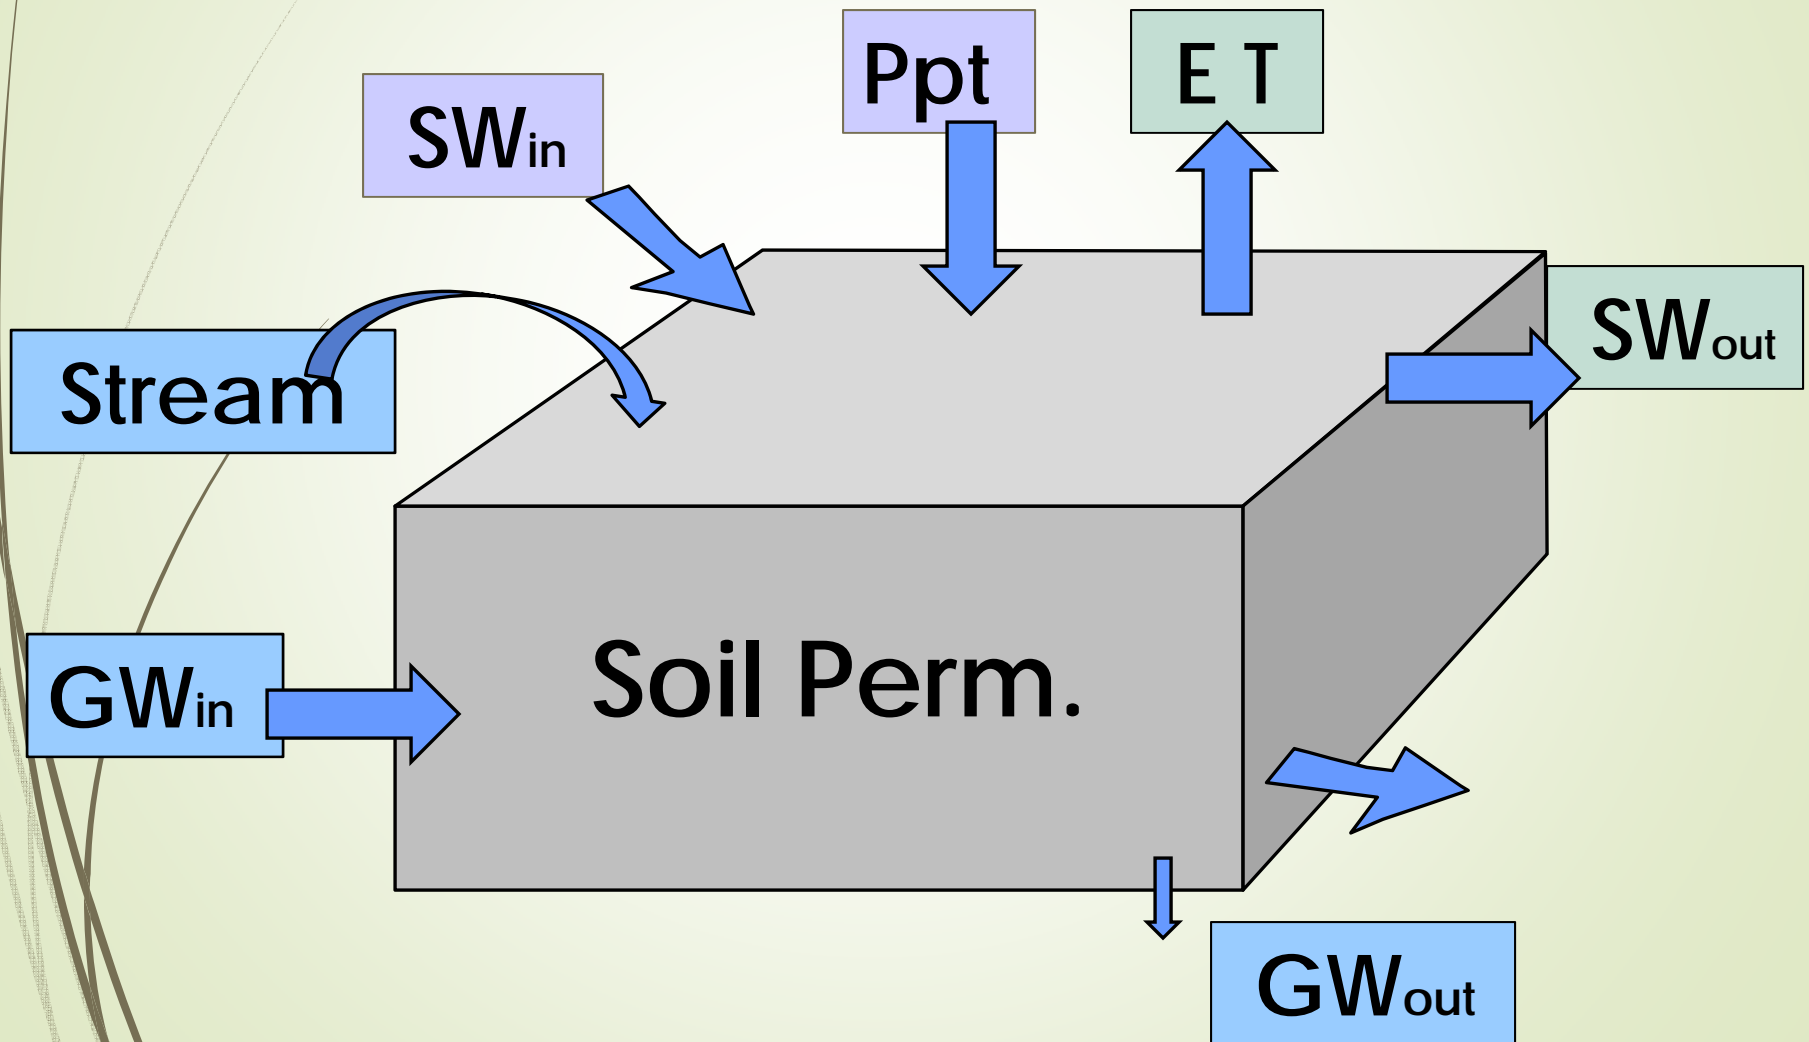 Ppt
E T
SWin
SWout
Stream
GWin
Soil Perm.
GWout